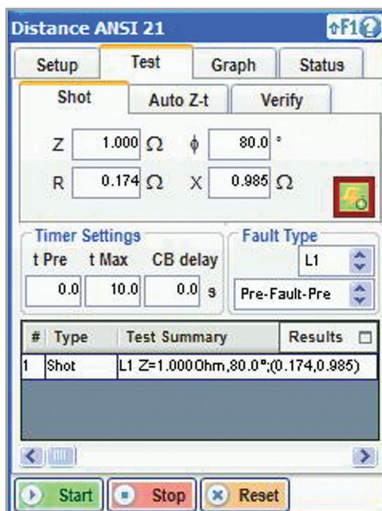 Distance ANSI 21 F1
Setup Test Graph Status
Shot Auto Z-t Verify
Z 1.000 Ω ϕ 80.0 °
R 0.174 Ω X 0.985 Ω
Timer Settings Fault Type
t Pre t Max CB delay L1
0.0 10.0 0.0 s Pre-Fault-Pre
# Type Test Summary Results
1 Shot L1 Z=1.000Ohm,80.0°;(0.174,0.985)
Start Stop Reset